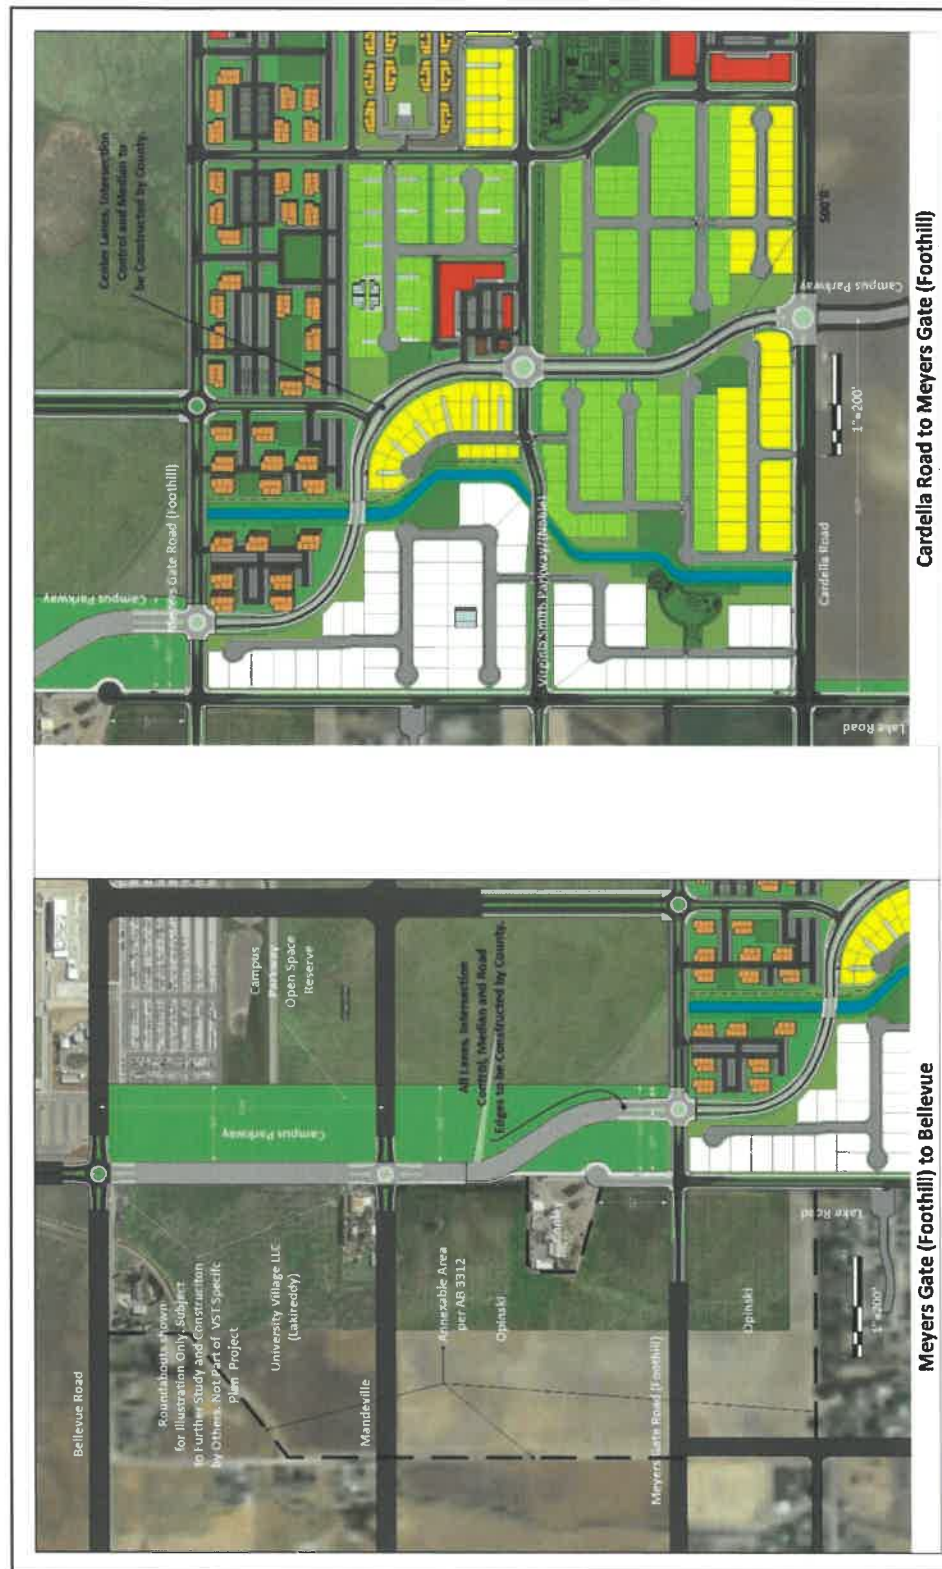 Bellevue Road
Roundabouts shown
for Illustration Only. Subject
to Further Study and Construction
by Others. Not Part of VST Specific
Plan Project
University Village LLC
(Lakireddy)
Mandeville
Annexable Area
per AB 3312
Opinski
Meyers Gate Road (Foothill)
Opinski
Lake Road
1"=200'
Campus Parkway
Campus
Parkway
Open Space
Reserve
All Lanes, Intersection
Control, Median and Road
Edges to be Constructed by County.
Meyers Gate (Foothill) to Bellevue
Campus Parkway
Meyers Gate Road (Foothill)
Center Lanes, Intersection
Control and Median to
be Constructed by County.
Virginia Smith Parkway/(Noble)
Lake Road
Cardella Road
Campus Parkway
1"=200'
Cardella Road to Meyers Gate (Foothill)